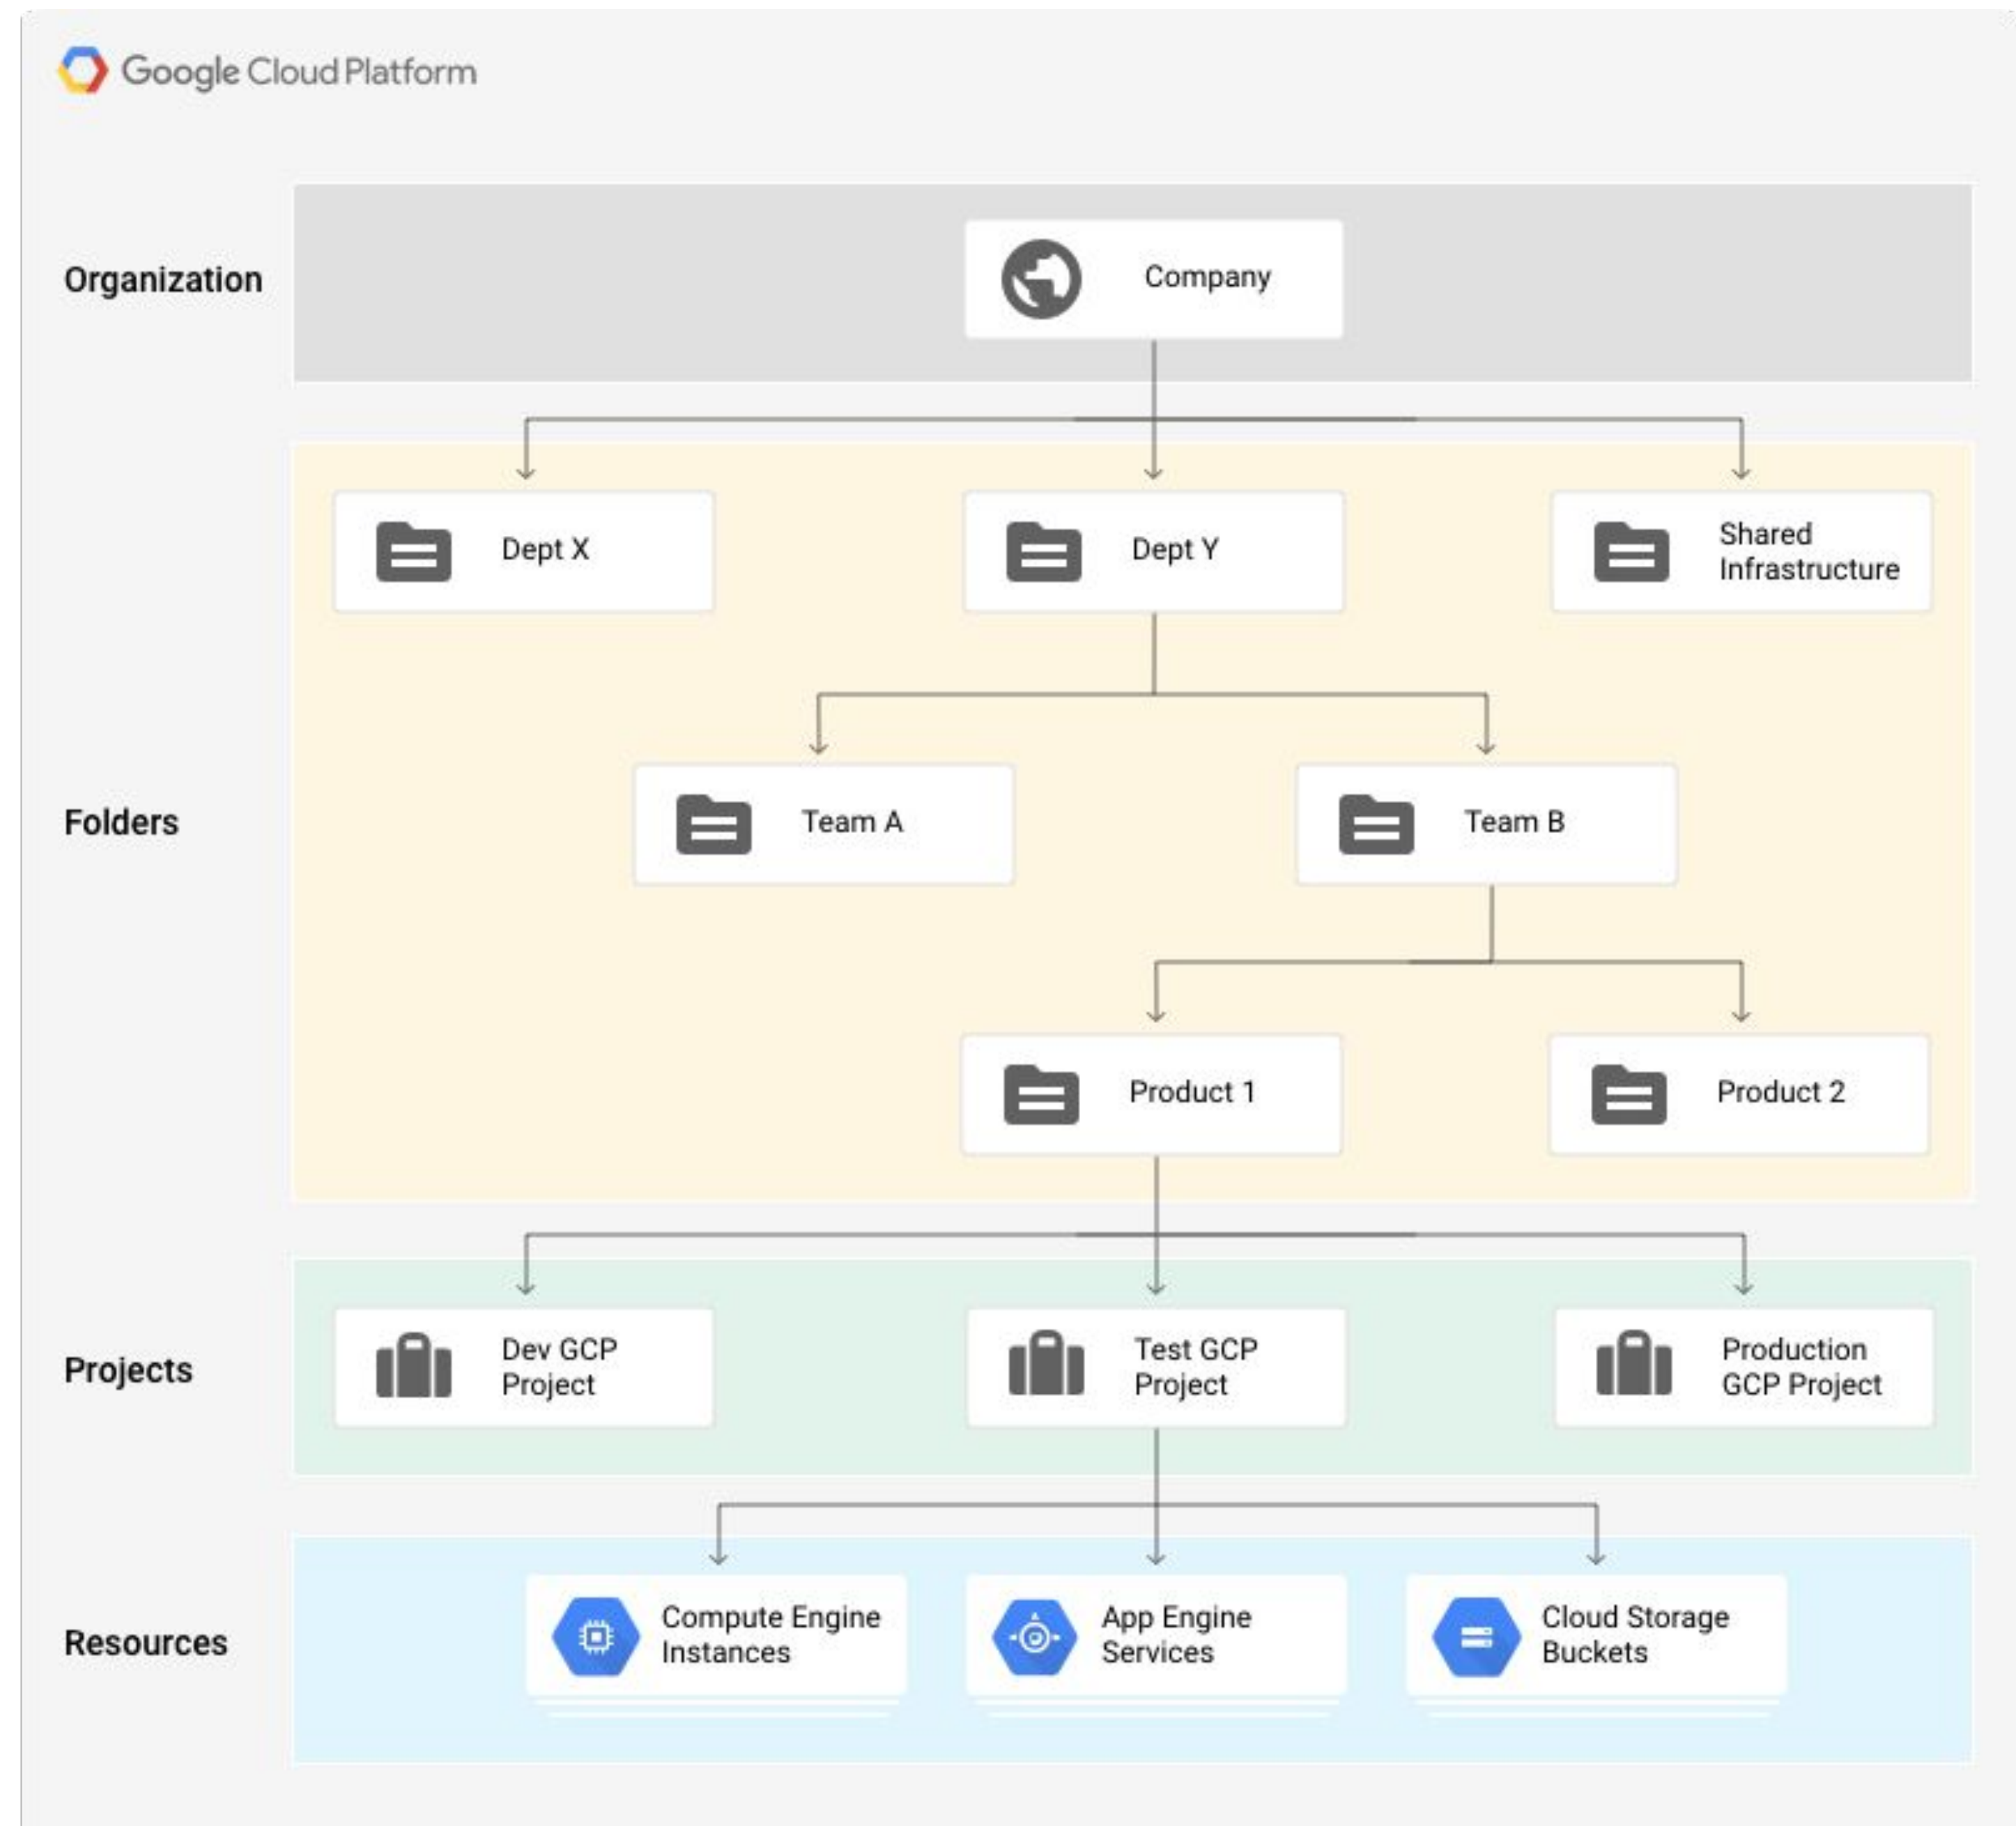 Google Cloud Platform
Organization
Company
Dept X
Dept Y
Shared
Infrastructure
Folders
Team A
Team B
Product 1
Product 2
Projects
Dev GCP
Project
Test GCP
Project
Production
GCP Project
Resources
Compute Engine
Instances
App Engine
Services
Cloud Storage
Buckets